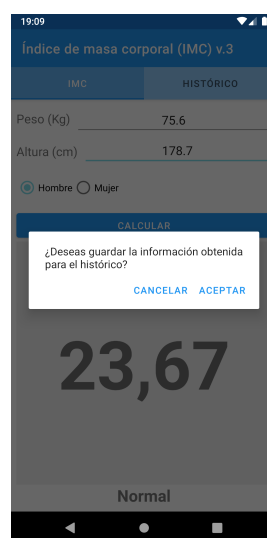 19:09
Índice de masa corporal (IMC) v.3
IMC HISTÓRICO
Peso (Kg) 75.6
Altura (cm) 178.7
Hombre Mujer
CALCULAR
¿Deseas guardar la información obtenida
para el histórico?
CANCELAR ACEPTAR
23,67
Normal